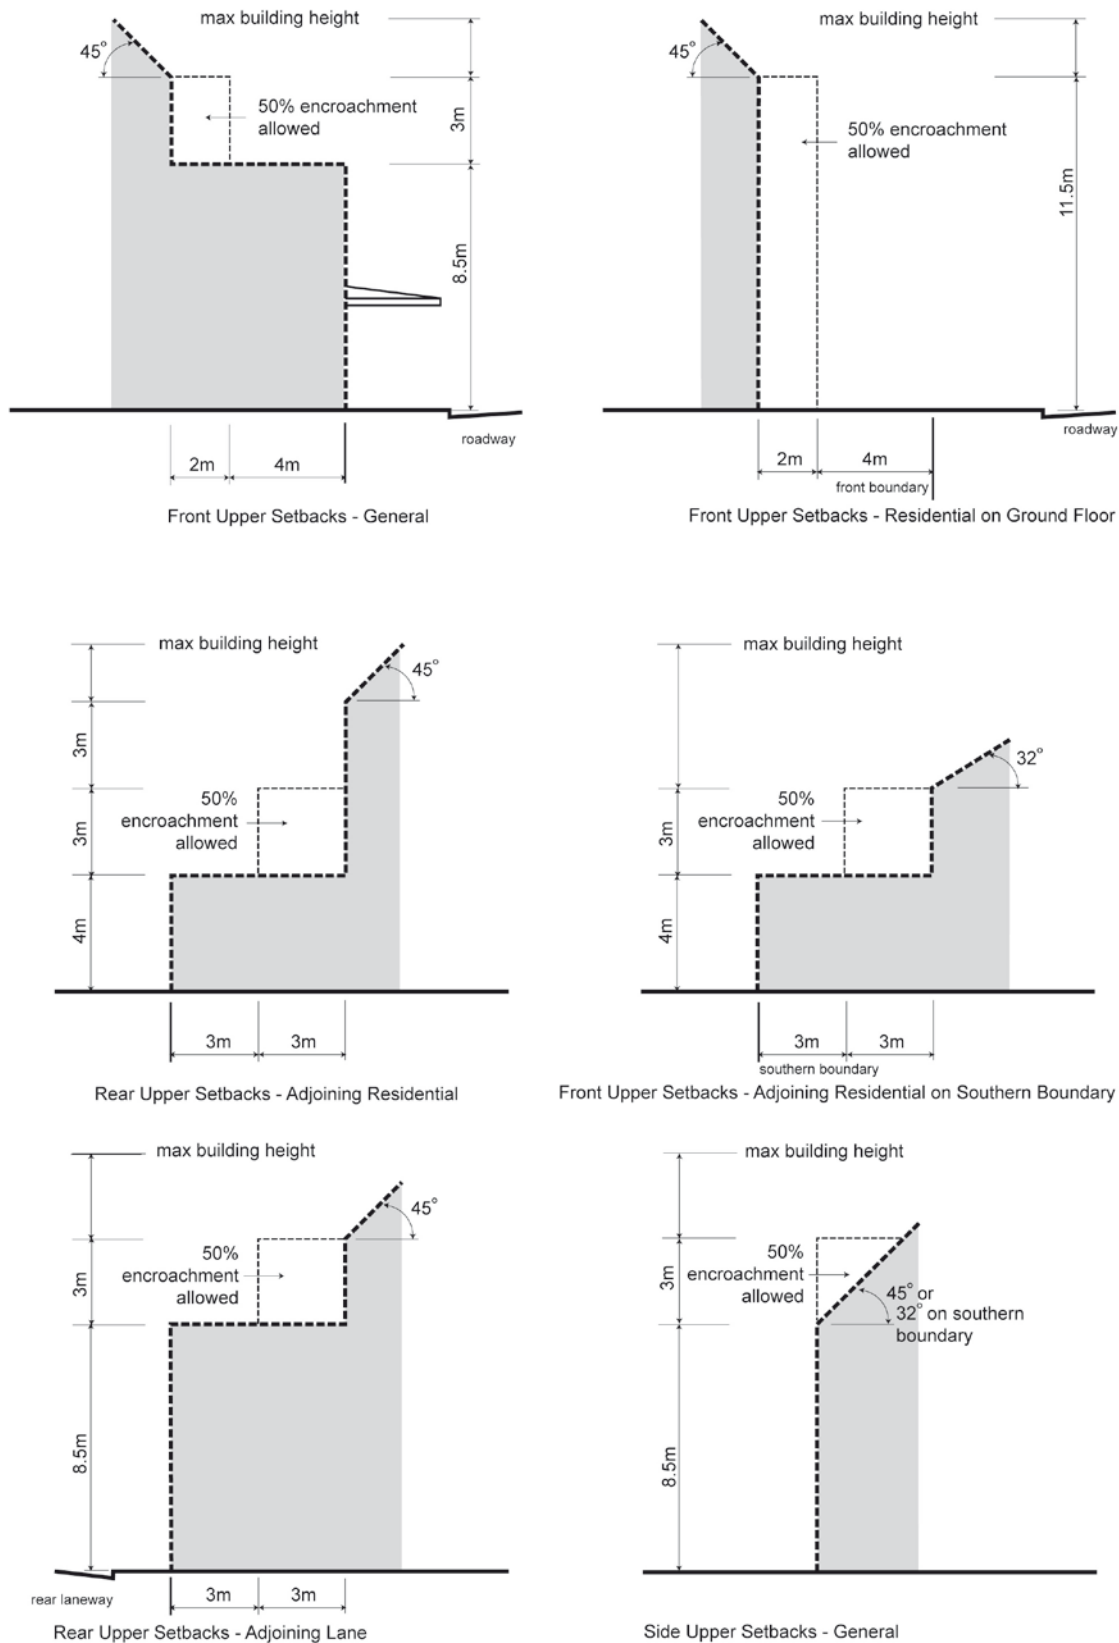 max building height
45°
50% encroachment
allowed
3m
8.5m
roadway
2m
4m
Front Upper Setbacks - General
max building height
45°
50% encroachment
allowed
11.5m
roadway
2m
4m
front boundary
Front Upper Setbacks - Residential on Ground Floor
max building height
45°
3m
50%
encroachment
allowed
3m
4m
3m
3m
Rear Upper Setbacks - Adjoining Residential
max building height
32°
50%
encroachment
allowed
3m
4m
3m
3m
southern boundary
Front Upper Setbacks - Adjoining Residential on Southern Boundary
max building height
45°
50%
encroachment
allowed
3m
8.5m
rear laneway
3m
3m
Rear Upper Setbacks - Adjoining Lane
max building height
50%
encroachment
allowed
3m
45° or
32° on southern
boundary
8.5m
Side Upper Setbacks - General